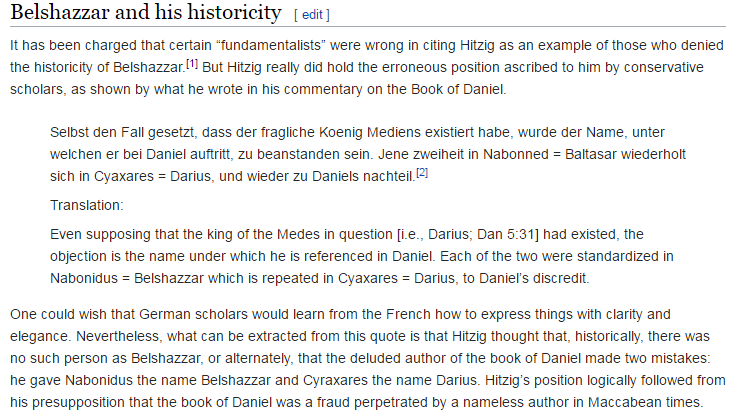 Belshazzar and his historicity [ edit ]
It has been charged that certain “fundamentalists” were wrong in citing Hitzig as an example of those who denied
the historicity of Belshazzar.[1] But Hitzig really did hold the erroneous position ascribed to him by conservative
scholars, as shown by what he wrote in his commentary on the Book of Daniel.
Selbst den Fall gesetzt, dass der fragliche Koenig Mediens existiert habe, wurde der Name, unter
welchen er bei Daniel auftritt, zu beanstanden sein. Jene zweiheit in Nabonned = Baltasar wiederholt
sich in Cyaxares = Darius, und wieder zu Daniels nachteil.[2]
Translation:
Even supposing that the king of the Medes in question [i.e., Darius; Dan 5:31] had existed, the
objection is the name under which he is referenced in Daniel. Each of the two were standardized in
Nabonidus = Belshazzar which is repeated in Cyaxares = Darius, to Daniel’s discredit.
One could wish that German scholars would learn from the French how to express things with clarity and
elegance. Nevertheless, what can be extracted from this quote is that Hitzig thought that, historically, there was
no such person as Belshazzar, or alternately, that the deluded author of the book of Daniel made two mistakes:
he gave Nabonidus the name Belshazzar and Cyraxares the name Darius. Hitzig’s position logically followed from
his presupposition that the book of Daniel was a fraud perpetrated by a nameless author in Maccabean times.